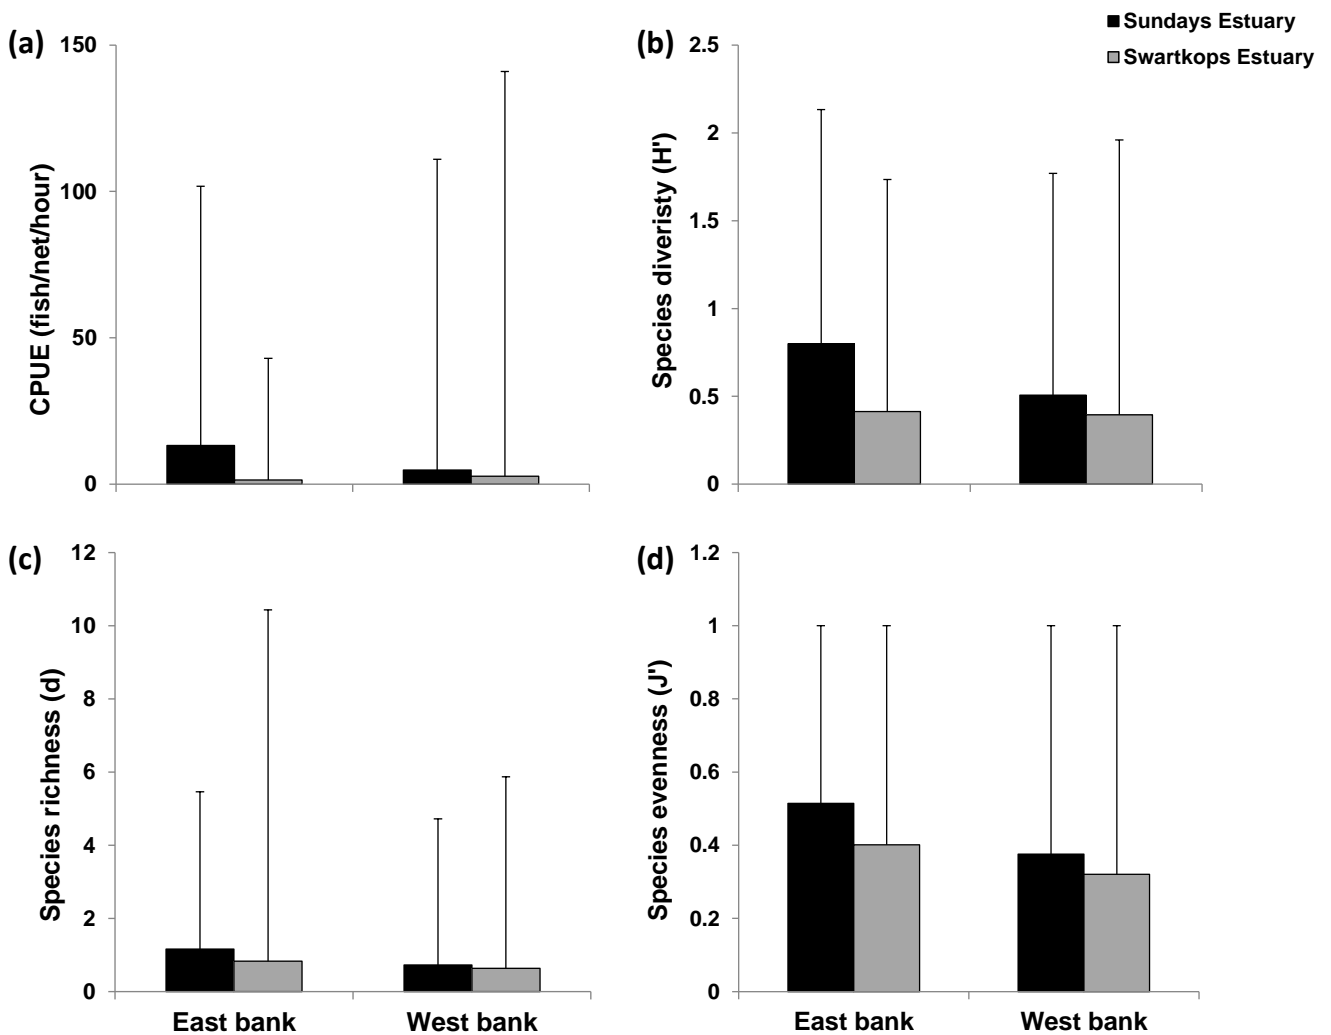 Sundays Estuary
Swartkops Estuary
(a)
CPUE (fish/net/hour)
150
100
50
0
(b)
Species diveristy (H')
2.5
2
1.5
1
0.5
0
(c)
Species richness (d)
12
10
8
6
4
2
0
East bank
West bank
(d)
Species evenness (J')
1.2
1
0.8
0.6
0.4
0.2
0
East bank
West bank